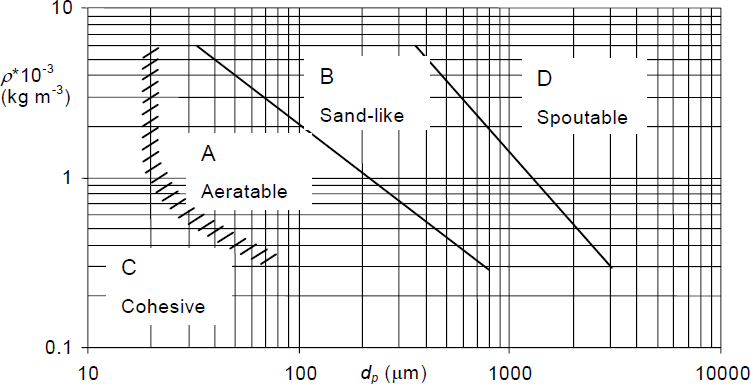 10
ρ*10-3
(kg m-3)
B
D
Sand-like
Spoutable
A
1
Aeratable
C
Cohesive
0.1
10
100
1000
10000
dp (μm)